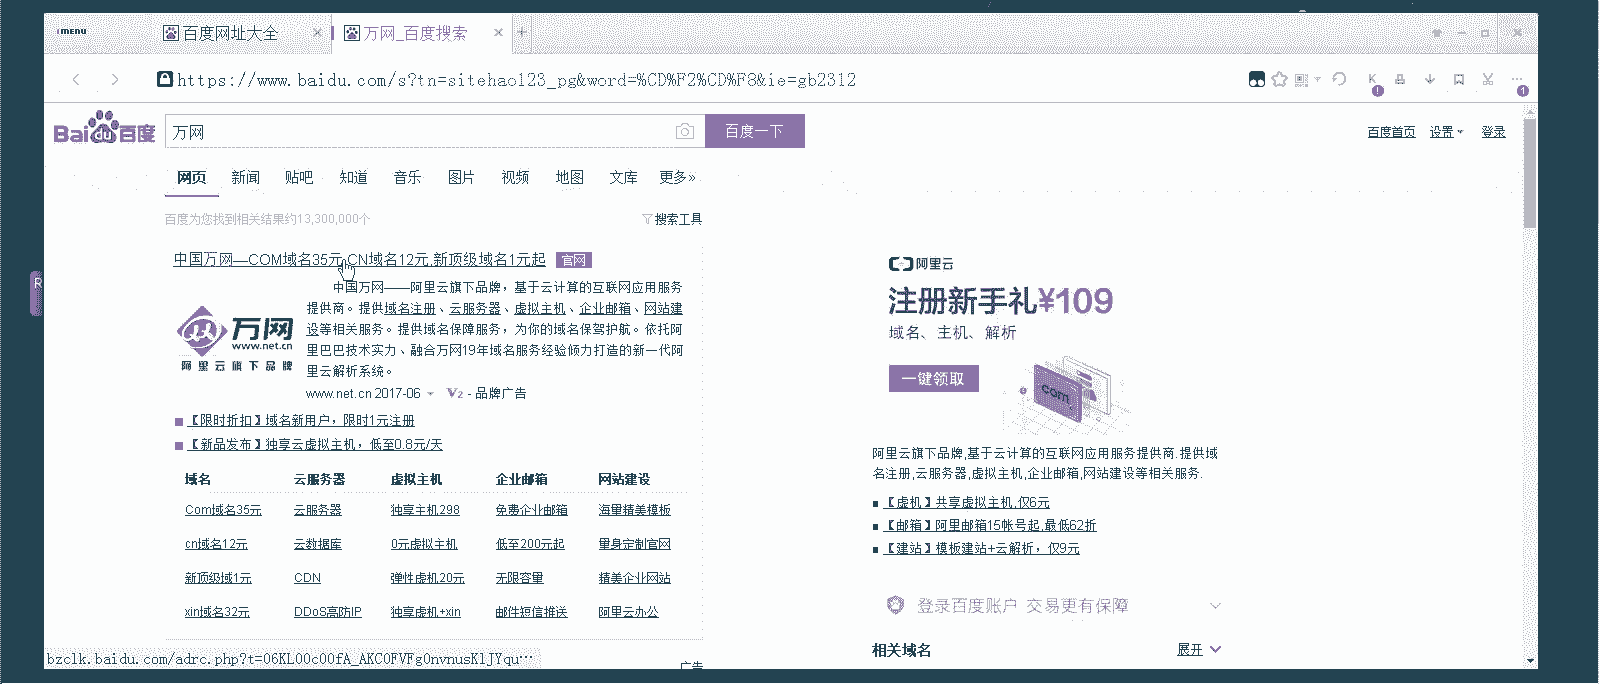 MENU
百度网址大全
万网_百度搜索
https://www.baidu.com/s?tn=sitehao123_pg&word=%CD%F2%CD%F8&ie=gb2312
Bai du 百度
万网
百度一下
百度首页 设置 登录
网页 新闻 贴吧 知道 音乐 图片 视频 地图 文库 更多»
百度为您找到相关结果约13,300,000个
搜索工具
中国万网—COM域名35元,CN域名12元,新顶级域名1元起 官网
中国万网——阿里云旗下品牌，基于云计算的互联网应用服务
提供商。提供域名注册、云服务器、虚拟主机、企业邮箱、网站建
设等相关服务。提供域名保障服务，为你的域名保驾护航。依托阿
里巴巴技术实力、融合万网19年域名服务经验倾力打造的新一代阿
里云解析系统。
万网
www.net.cn
阿里云旗下品牌
www.net.cn 2017-06 V2 - 品牌广告
【限时折扣】域名新用户，限时1元注册
【新品发布】独享云虚拟主机，低至0.8元/天
域名 云服务器 虚拟主机 企业邮箱 网站建设
Com域名35元 云服务器 独享主机298 免费企业邮箱 海量精美模板
cn域名12元 云数据库 0元虚拟主机 低至200元起 量身定制官网
新顶级域1元 CDN 弹性虚机20元 无限容量 精美企业网站
xin域名32元 DDoS高防IP 独享虚机+xin 邮件短信推送 阿里云办公
广告
阿里云
注册新手礼¥109
域名、主机、解析
一键领取
com
阿里云旗下品牌,基于云计算的互联网应用服务提供商.提供域
名注册,云服务器,虚拟主机,企业邮箱,网站建设等相关服务.
【虚机】共享虚拟主机,仅6元
【邮箱】阿里邮箱15帐号起,最低62折
【建站】模板建站+云解析，仅9元
登录百度账户 交易更有保障
相关域名 展开